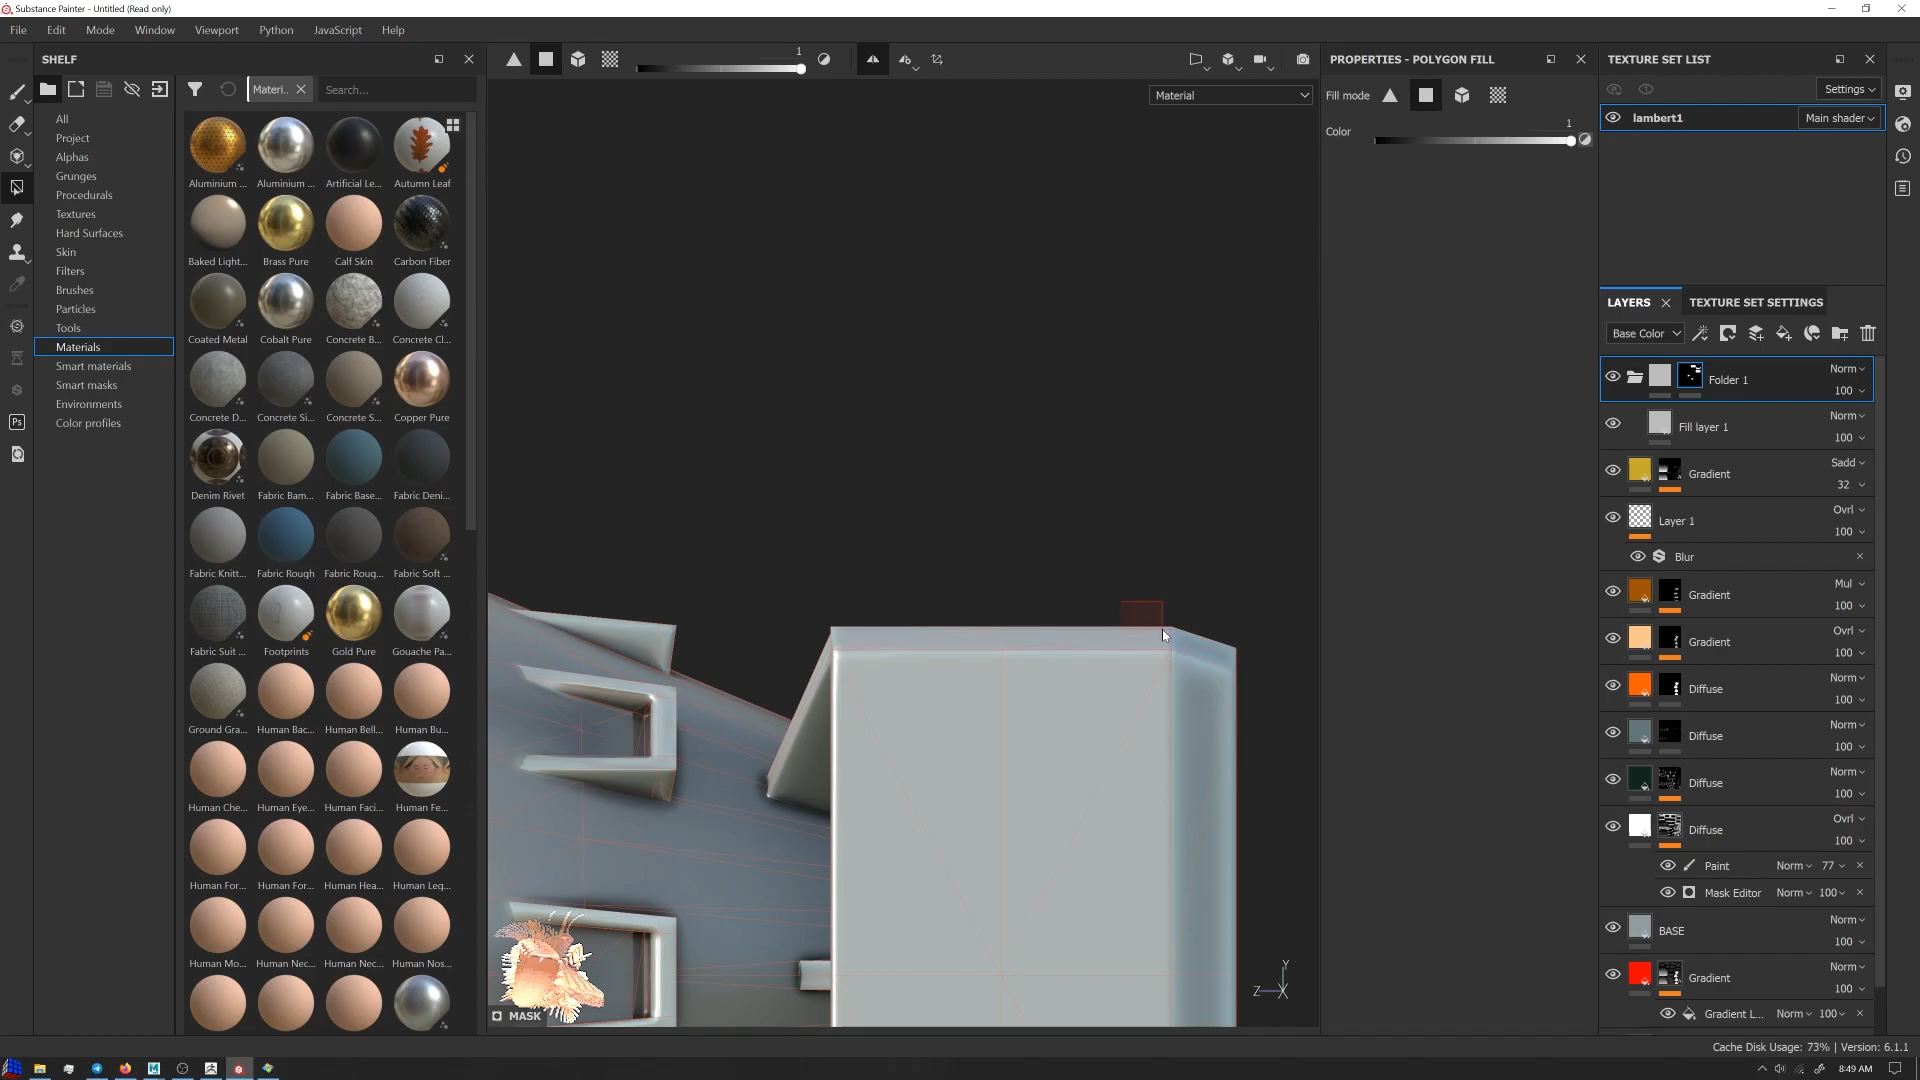 Substance Painter - Untitled (Read only)
File Edit Mode Window Viewport Python JavaScript Help
SHELF
Materi..
Search...
All
Project
Alphas
Grunges
Procedurals
Textures
Hard Surfaces
Skin
Filters
Brushes
Particles
Tools
Materials
Smart materials
Smart masks
Environments
Color profiles
Aluminium ... Aluminium ... Artificial Le... Autumn Leaf
Baked Light... Brass Pure Calf Skin Carbon Fiber
Coated Metal Cobalt Pure Concrete B... Concrete Cl...
Concrete D... Concrete Si... Concrete S... Copper Pure
Denim Rivet Fabric Bam... Fabric Base... Fabric Deni...
Fabric Knitt... Fabric Rough Fabric Roug... Fabric Soft ...
Fabric Suit ... Footprints Gold Pure Gouache Pa...
Ground Gra... Human Bac... Human Bell... Human Bu...
Human Che... Human Eye... Human Faci... Human Fe...
Human For... Human For... Human Hea... Human Leg...
Human Mo... Human Nec... Human Nec... Human Nos...
1
Material
Y
Z X
MASK
PROPERTIES - POLYGON FILL
Fill mode
Color
1
TEXTURE SET LIST
Settings
lambert1
Main shader
LAYERS
TEXTURE SET SETTINGS
Base Color
Folder 1 Norm 100
Fill layer 1 Norm 100
Gradient Sadd 32
Layer 1 Ovrl 100
Blur
Gradient Mul 100
Gradient Ovrl 100
Diffuse Norm 100
Diffuse Norm 100
Diffuse Norm 100
Diffuse Ovrl 100
Paint Norm 77
Mask Editor Norm 100
BASE Norm 100
Gradient Norm 100
Gradient L... Norm 100
Cache Disk Usage: 73% | Version: 6.1.1
Ps
8:49 AM